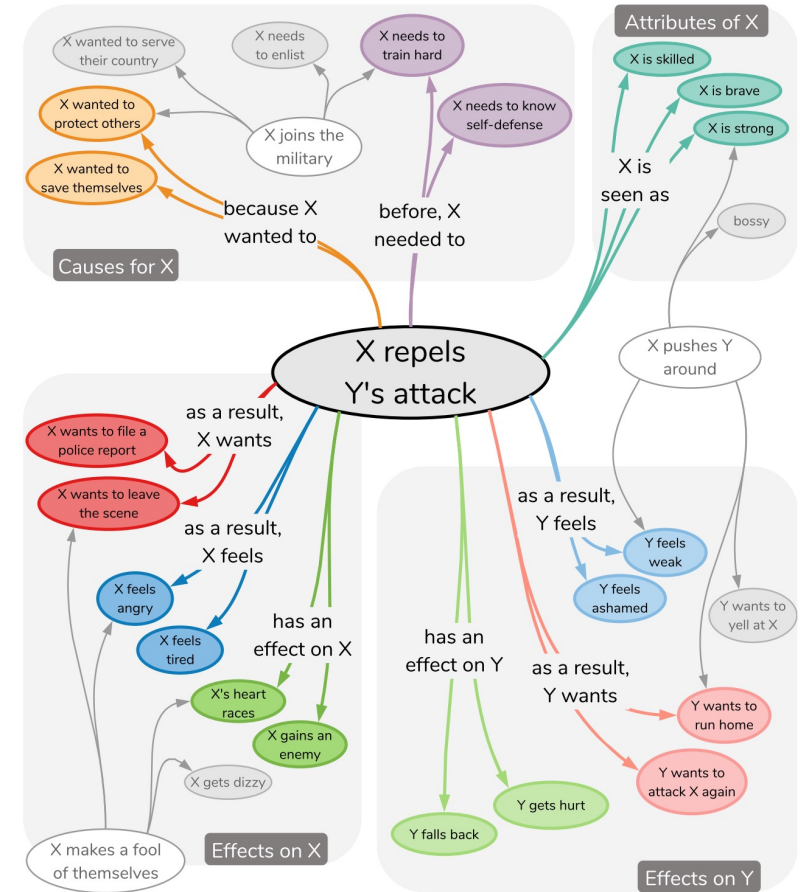 Attributes of X
X wanted to serve
their country
X needs
to enlist
X needs to
train hard
X is skilled
X is brave
X is strong
X wanted to
protect others
X needs to know
self-defense
X joins the
military
X wanted to
save themselves
X is
seen as
because X
wanted to
before, X
needed to
bossy
Causes for X
X repels
Y's attack
X pushes Y
around
as a result,
X wants
X wants to file a
police report
X wants to leave
the scene
as a result,
X feels
as a result,
Y feels
Y feels
weak
X feels
angry
Y feels
ashamed
Y wants to
yell at X
X feels
tired
has an
effect on X
has an
effect on Y
as a result,
Y wants
X's heart
races
Y wants to
run home
X gains an
enemy
X gets dizzy
Y wants to
attack X again
Y gets hurt
Y falls back
X makes a fool
of themselves
Effects on X
Effects on Y